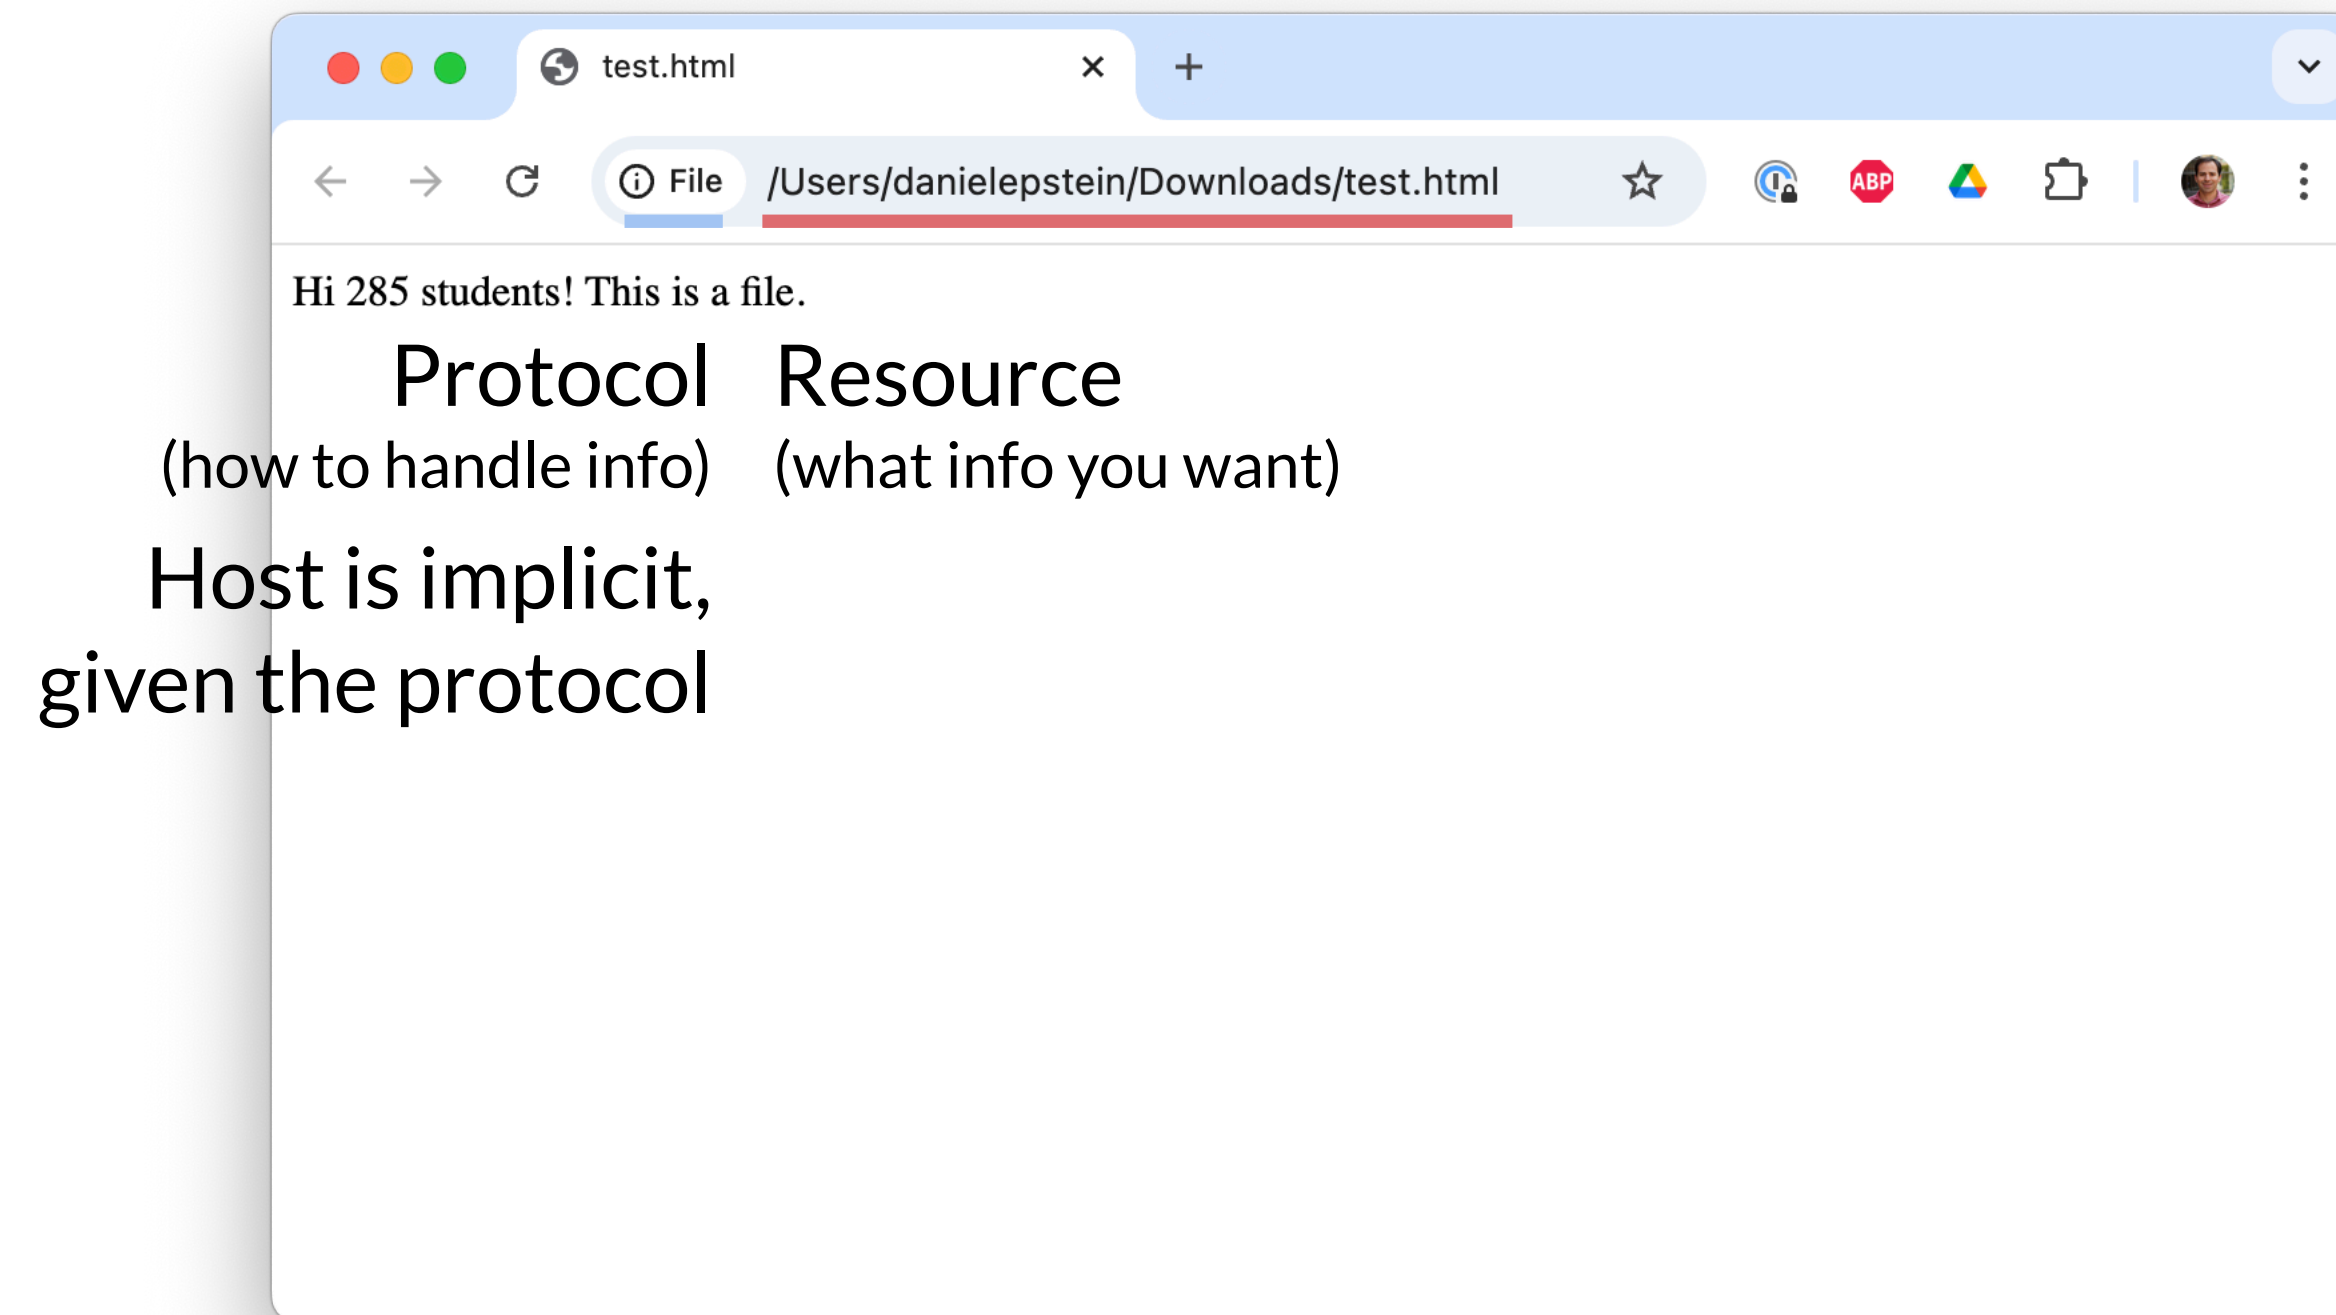 test.html
File /Users/danielepstein/Downloads/test.html
ABP
Hi 285 students! This is a file.
Protocol
(how to handle info)
Host is implicit,
given the protocol
Resource
(what info you want)